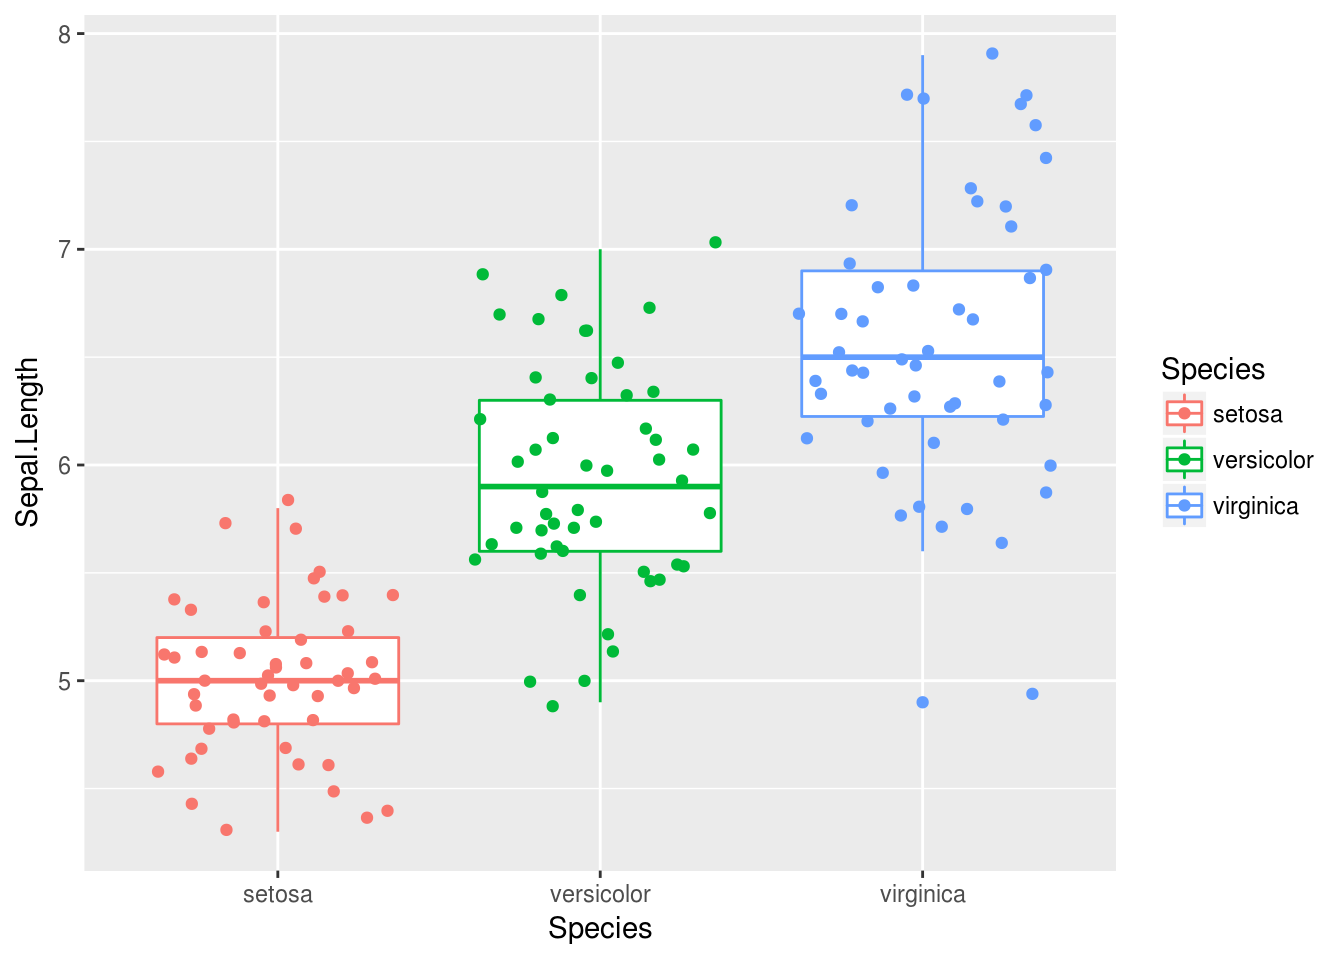 8
7
6
5
Sepal.Length
setosa
versicolor
virginica
Species
Species
setosa
versicolor
virginica